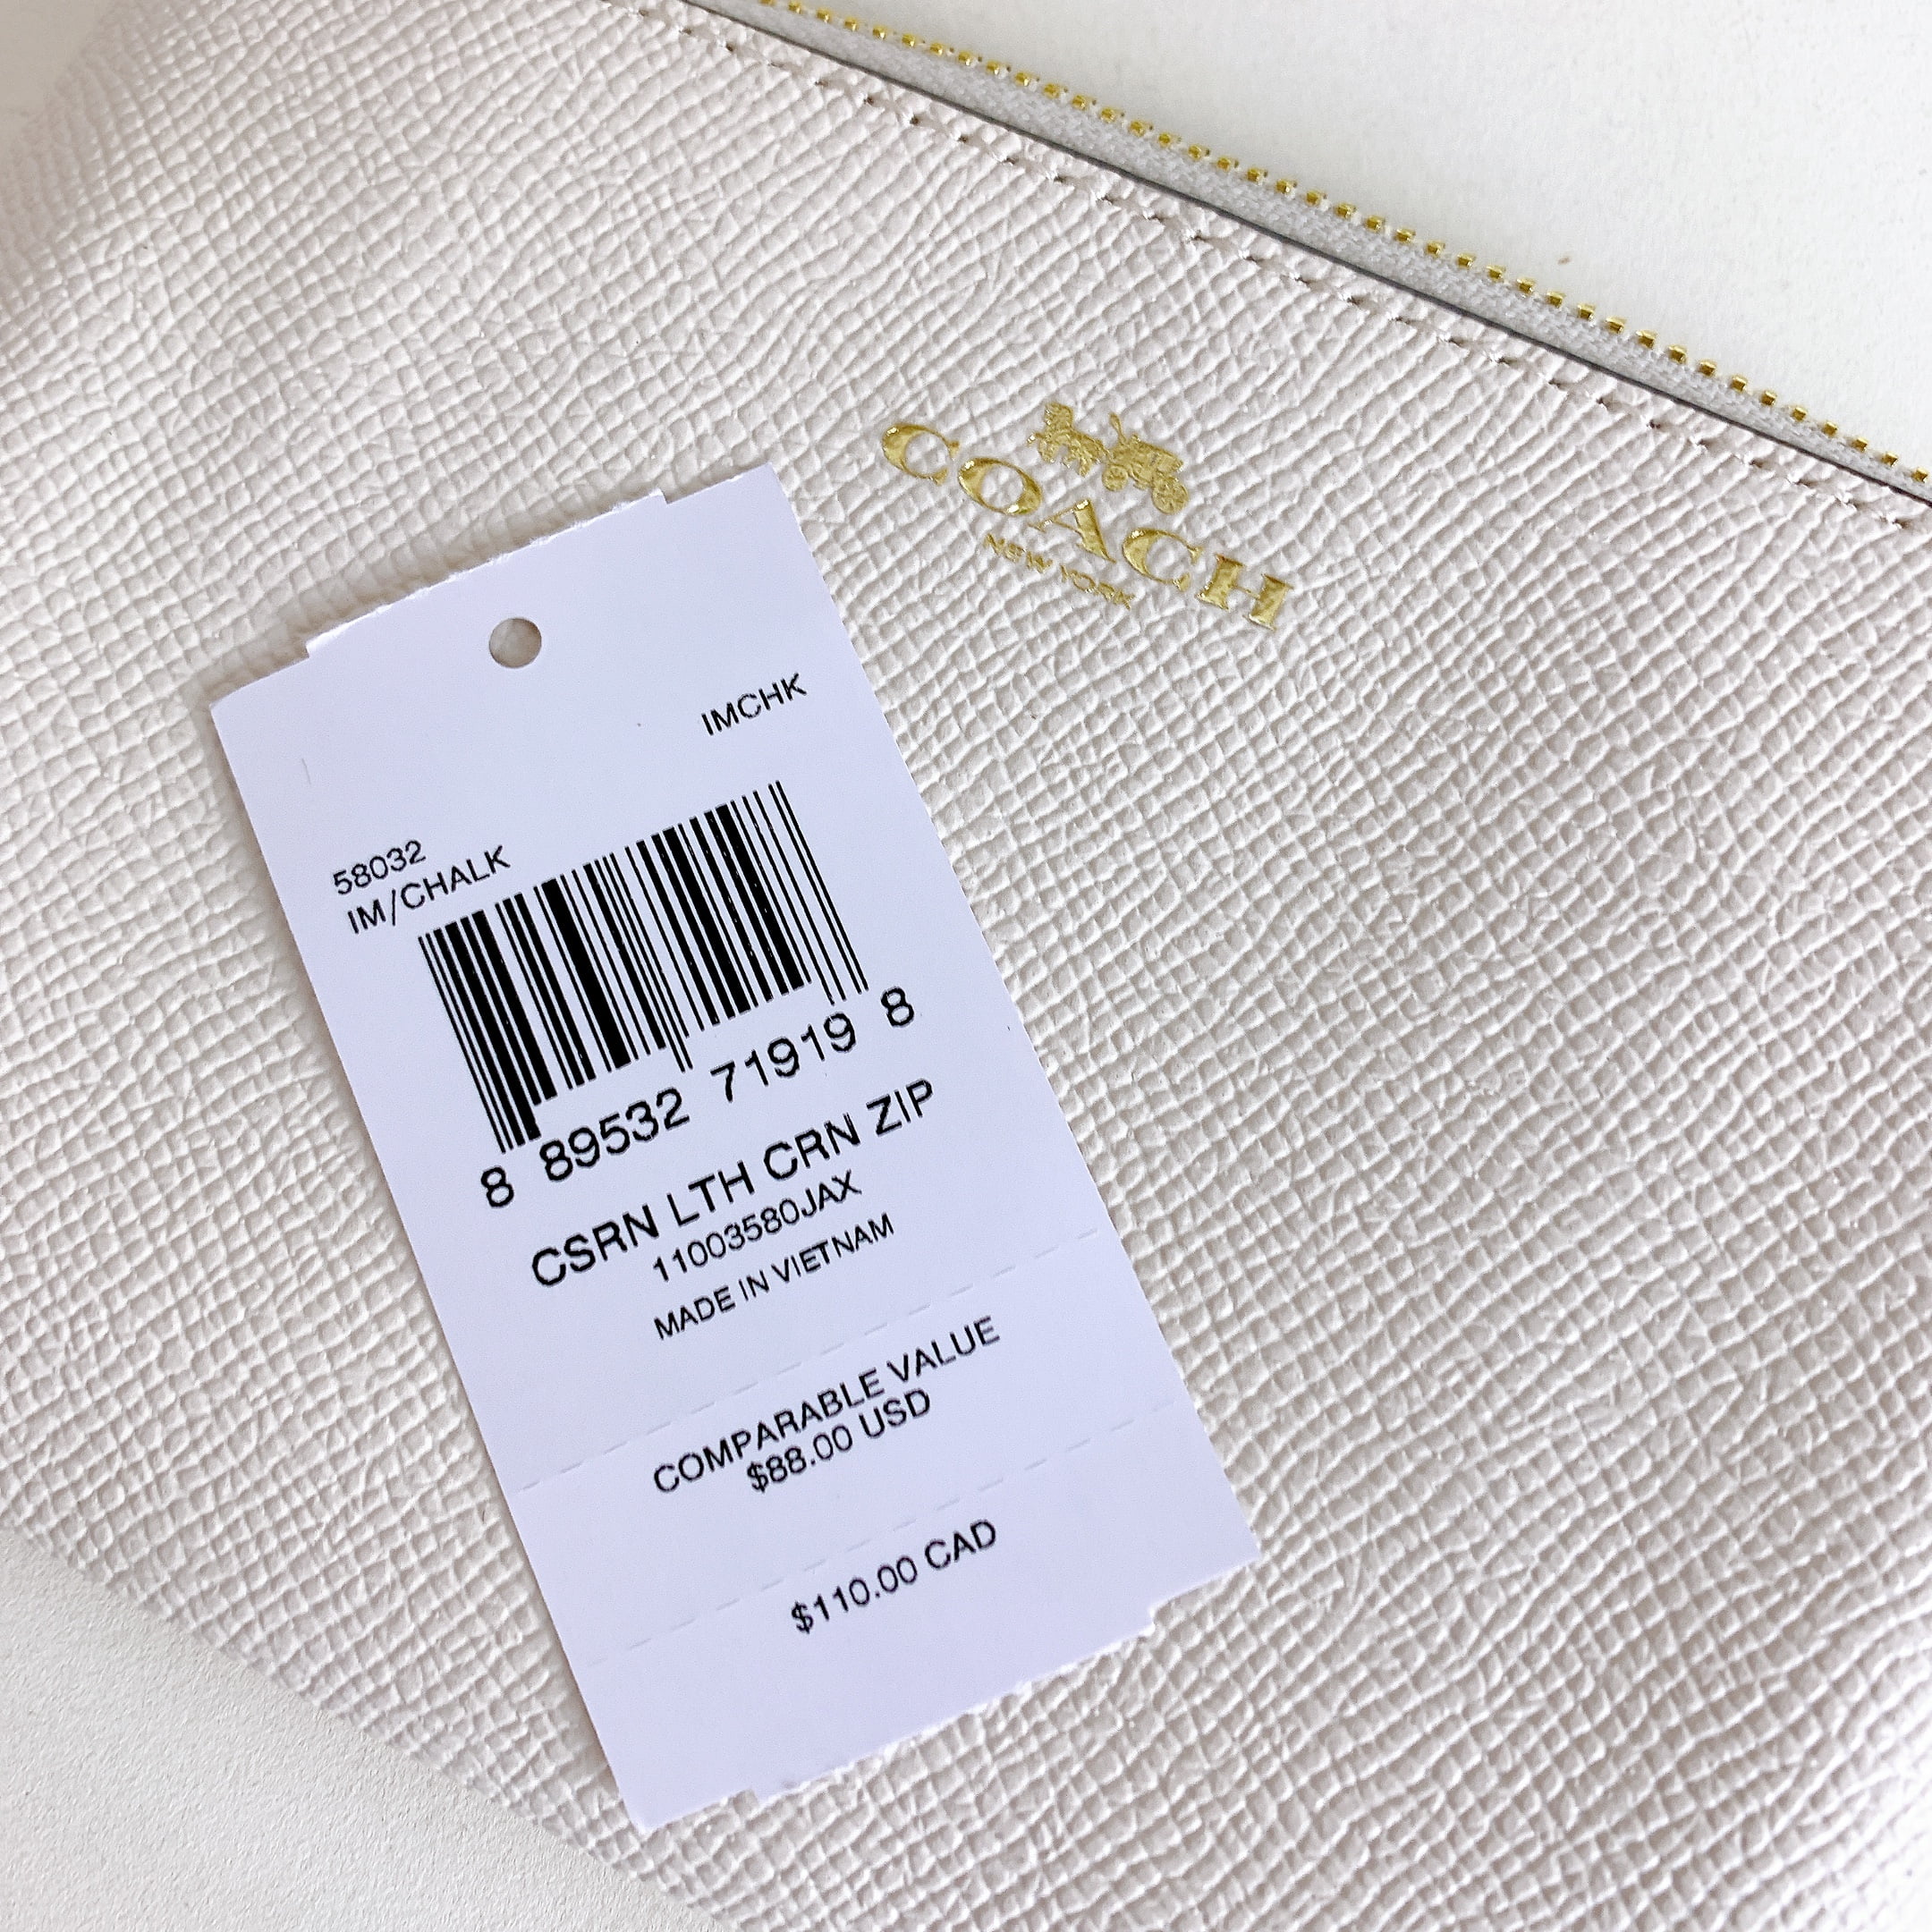 COACH
NEW YORK
IMCHK
58032
IM/CHALK
8 89532 71919 8
CSRN LTH CRN ZIP
11003580JAX
MADE IN VIETNAM
COMPARABLE VALUE
$88.00 USD
$110.00 CAD